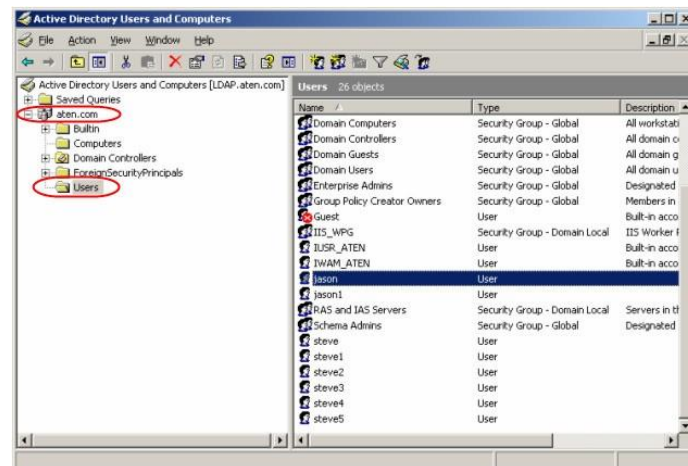 Active Directory Users and Computers
File Action View Window Help
Active Directory Users and Computers [LDAP.aten.com]
Saved Queries
aten.com
Builtin
Computers
Domain Controllers
ForeignSecurityPrincipals
Users
Users 26 objects
Name Type Description
Domain Computers Security Group - Global All workstati
Domain Controllers Security Group - Global All domain c
Domain Guests Security Group - Global All domain g
Domain Users Security Group - Global All domain u
Enterprise Admins Security Group - Global Designated
Group Policy Creator Owners Security Group - Global Members in
Guest User Built-in acco
IIS_WPG Security Group - Domain Local IIS Worker
IUSR_ATEN User Built-in acco
IWAM_ATEN User Built-in acco
jason User
jason1 User
RAS and IAS Servers Security Group - Domain Local Servers in th
Schema Admins Security Group - Global Designated
steve User
steve1 User
steve2 User
steve3 User
steve4 User
steve5 User